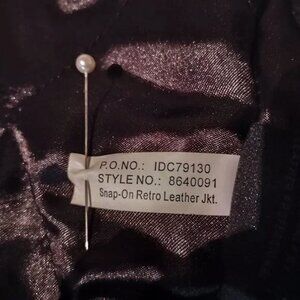 P.O.NO.: IDC79130
STYLE NO.: 8640091
Snap-On Retro Leather Jkt.